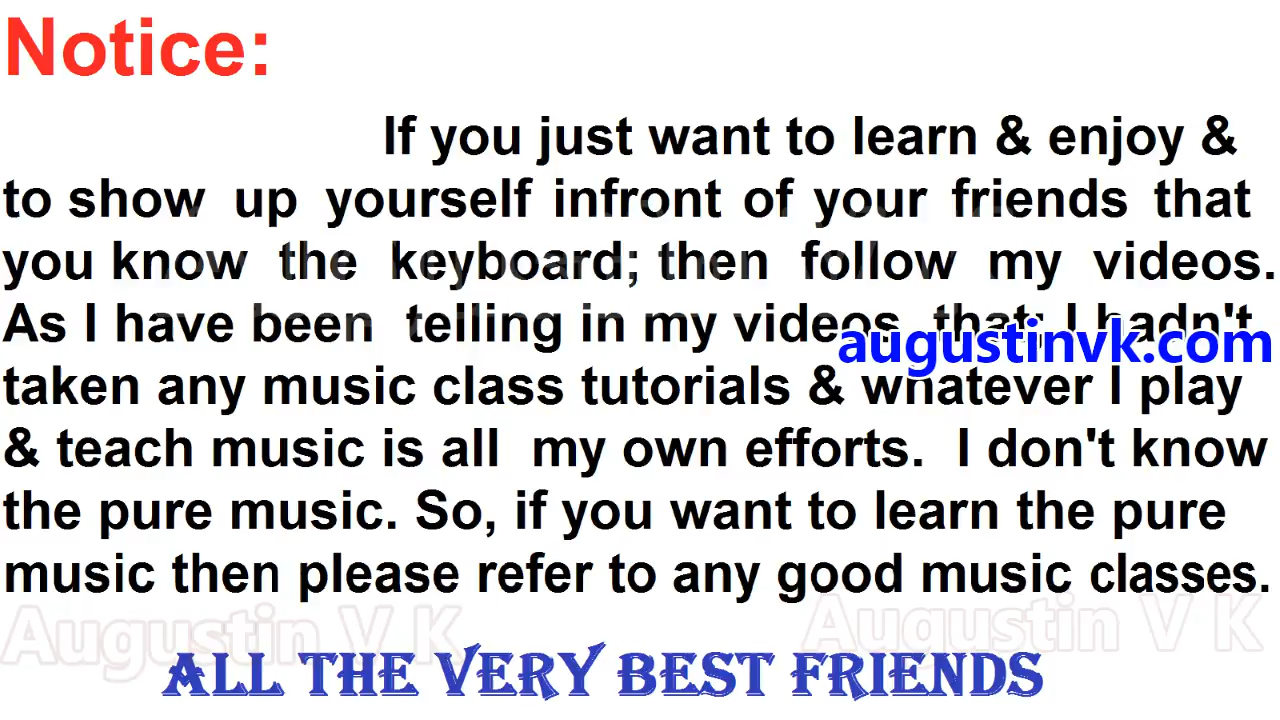 Notice:
If you just want to learn & enjoy &
to show up yourself infront of your friends that
you know the keyboard; then follow my videos.
As I have been telling in my videos that; I hadn't
augustinvk.com
taken any music class tutorials & whatever I play
& teach music is all my own efforts. I don't know
the pure music. So, if you want to learn the pure
music then please refer to any good music classes.
Augustin V K
Augustin V K
ALL THE VERY BEST FRIENDS